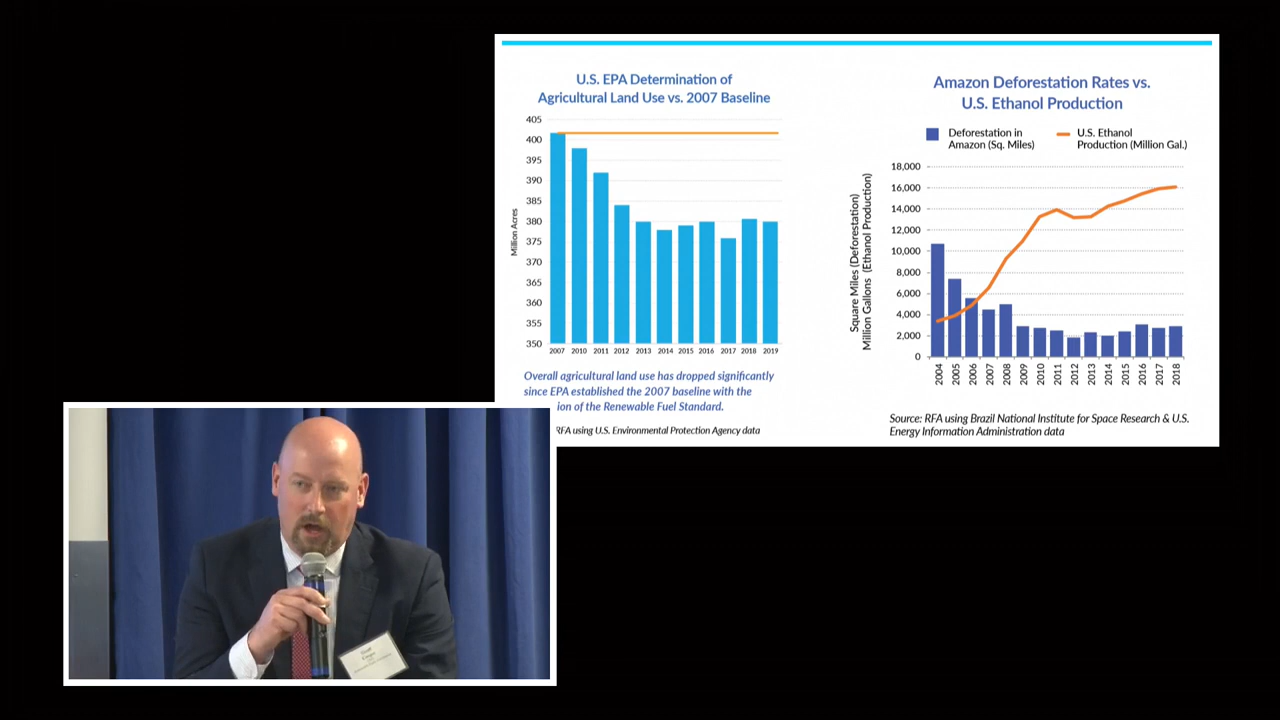 U.S. EPA Determination of
Agricultural Land Use vs. 2007 Baseline
405
400
395
390
385
380
375
370
365
360
355
350
Million Acres
2007 2010 2011 2012 2013 2014 2015 2016 2017 2018 2019
Overall agricultural land use has dropped significantly
since EPA established the 2007 baseline with the
ion of the Renewable Fuel Standard.
RFA using U.S. Environmental Protection Agency data
Amazon Deforestation Rates vs.
U.S. Ethanol Production
Deforestation in
Amazon (Sq. Miles)
U.S. Ethanol
Production (Million Gal.)
18,000
16,000
14,000
12,000
10,000
8,000
6,000
4,000
2,000
0
Square Miles (Deforestation)
Million Gallons (Ethanol Production)
2004 2005 2006 2007 2008 2009 2010 2011 2012 2013 2014 2015 2016 2017 2018
Source: RFA using Brazil National Institute for Space Research & U.S.
Energy Information Administration data